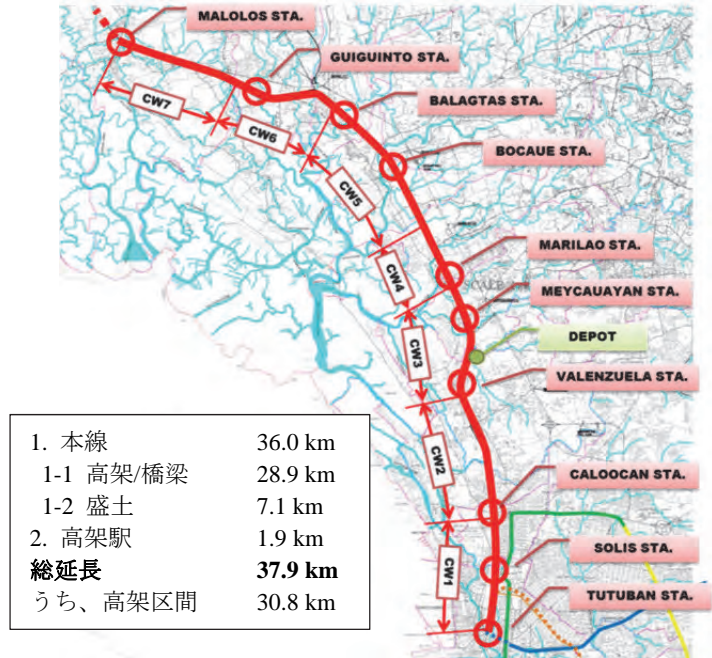 MALOLOS STA.
GUIGUINTO STA.
BALAGTAS STA.
BOCAUE STA.
MARILAO STA.
MEYCAUAYAN STA.
DEPOT
VALENZUELA STA.
CALOOCAN STA.
SOLIS STA.
TUTUBAN STA.
CW7
CW6
CW5
CW4
CW3
CW2
CW1
SCALE
1. 本線 36.0 km
1-1 高架/橋梁 28.9 km
1-2 盛土 7.1 km
2. 高架駅 1.9 km
総延長 37.9 km
うち、高架区間 30.8 km